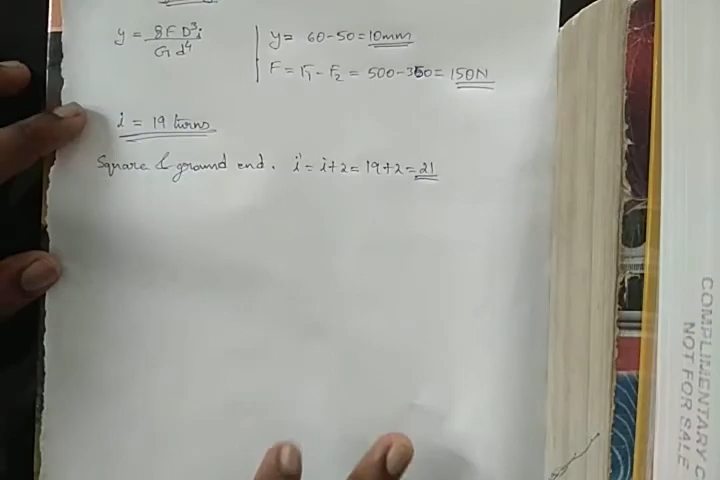 y = 8FD³i / Gd⁴
y = 60-50 = 10mm
F = F₁ - F₂ = 500-350 = 150N
i = 19 turns
Square & ground end. i' = i+2 = 19+2 = 21
COMPLIMENTARY C
NOT FOR SALE